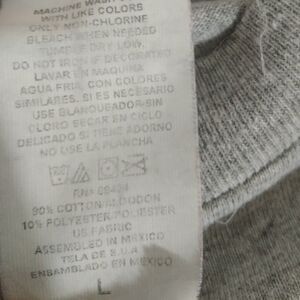 MACHINE WASH
WITH LIKE COLORS
ONLY NON-CHLORINE
BLEACH WHEN NEEDED
TUMBLE DRY LOW.
DO NOT IRON IF DECORATED
LAVAR EN MAQUINA
AGUA FRIA, CON COLORES
SIMILARES. SI ES NECESARIO
USE BLANQUEADOR SIN
CLORO SECAR EN CICLO
DELICADO SI TIENE ADORNO
NO USE LA PLANCHA
RN#
90% COTTON/ALGODON
10% POLYESTER/POLIESTER
US FABRIC
ASSEMBLED IN MEXICO
TELA DE E.U.A.
ENSAMBLADO EN MEXICO
L